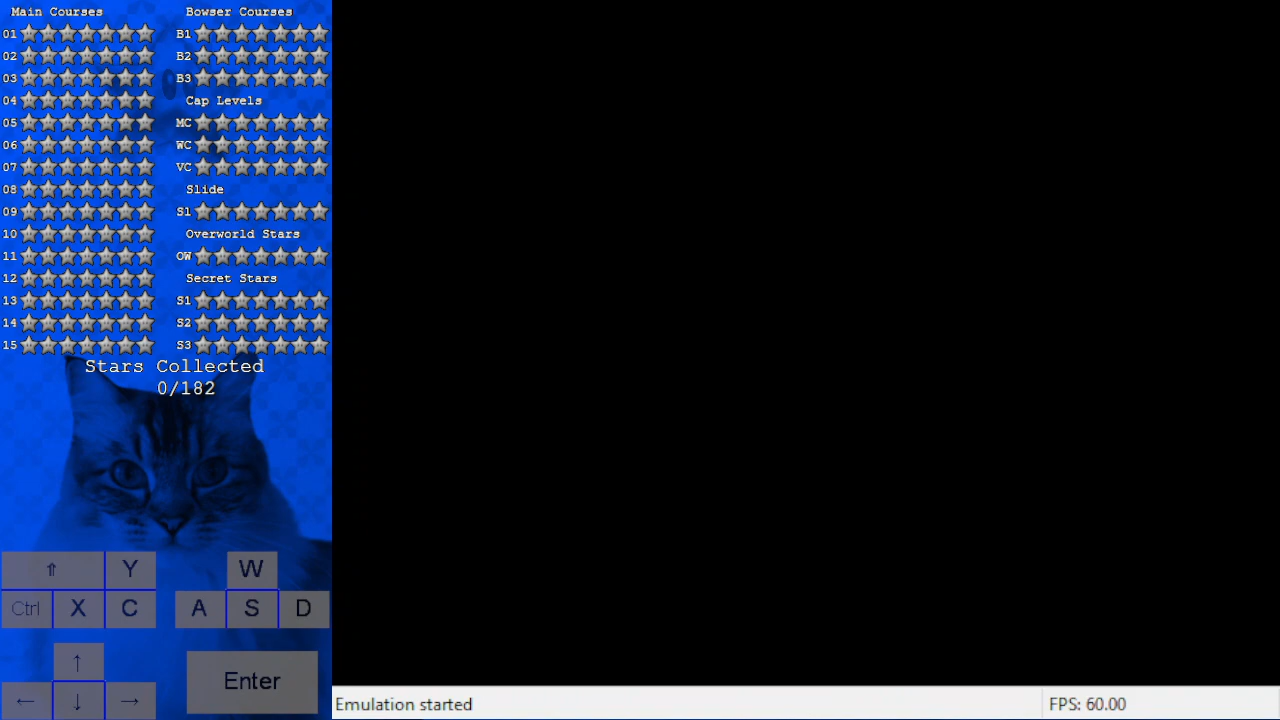 Main Courses
01
02
03
04
05
06
07
08
09
10
11
12
13
14
15
Bowser Courses
B1
B2
B3
Cap Levels
MC
WC
VC
Slide
S1
Overworld Stars
OW
Secret Stars
S1
S2
S3
Stars Collected
0/182
⇑ Y W
Ctrl X C A S D
↑
← ↓ →
Enter
Emulation started
FPS: 60.00